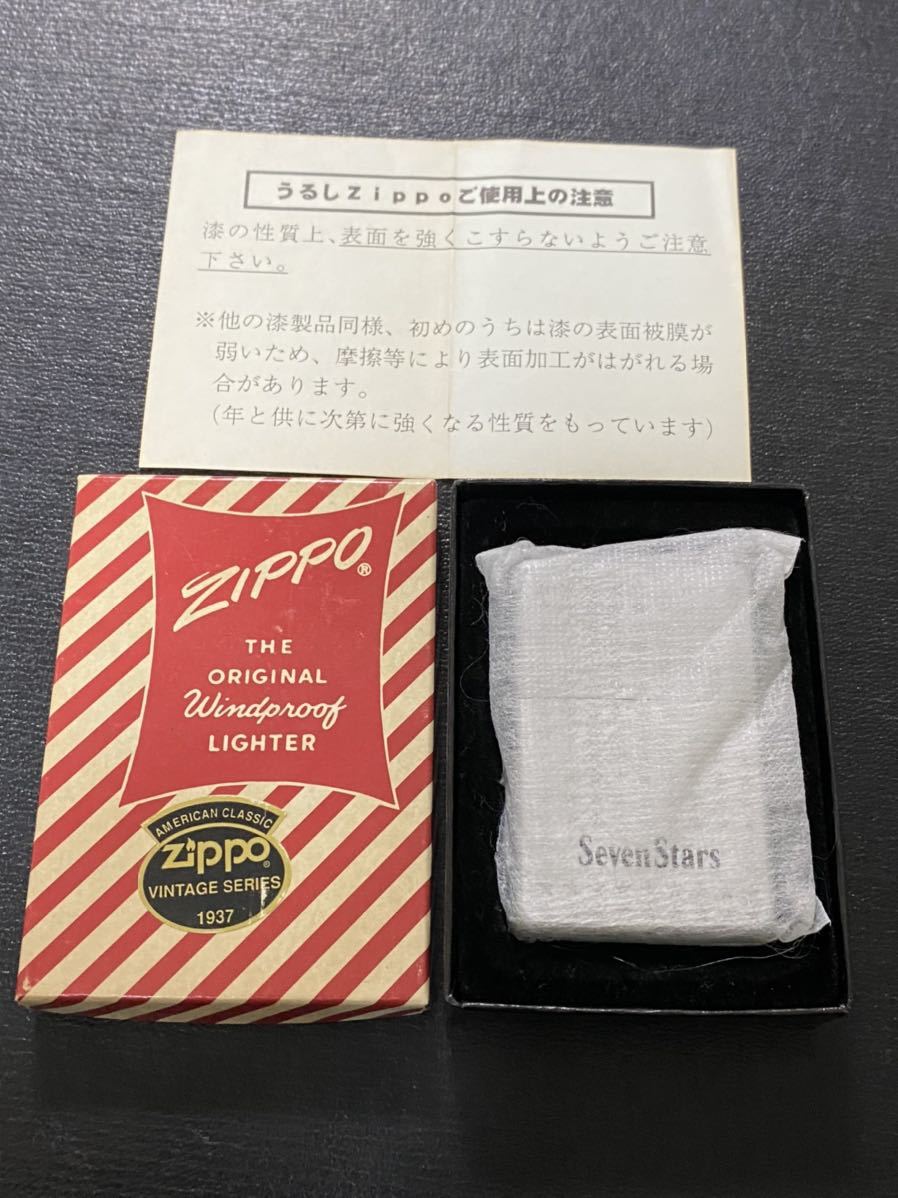 うるしZippoご使用上の注意
漆の性質上、表面を強くこすらないようご注意
下さい。
※他の漆製品同様、初めのうちは漆の表面被膜が
弱いため、摩擦等により表面加工がはがれる場
合があります。
(年と供に次第に強くなる性質をもっています)
ZIPPO®
THE
ORIGINAL
Windproof
LIGHTER
AMERICAN CLASSIC
Zippo®
VINTAGE SERIES
1937
SevenStars